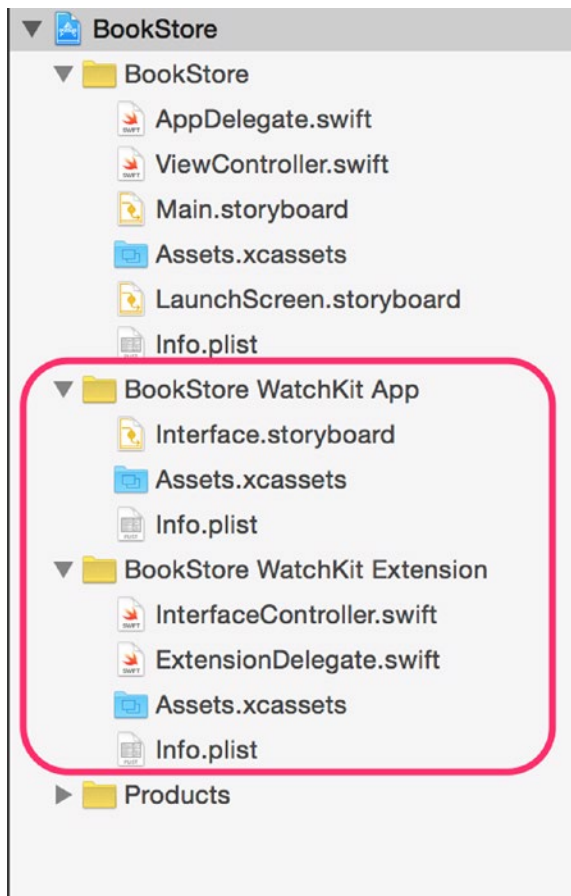 BookStore
BookStore
AppDelegate.swift
ViewController.swift
Main.storyboard
Assets.xcassets
LaunchScreen.storyboard
Info.plist
BookStore WatchKit App
Interface.storyboard
Assets.xcassets
Info.plist
BookStore WatchKit Extension
InterfaceController.swift
ExtensionDelegate.swift
Assets.xcassets
Info.plist
Products